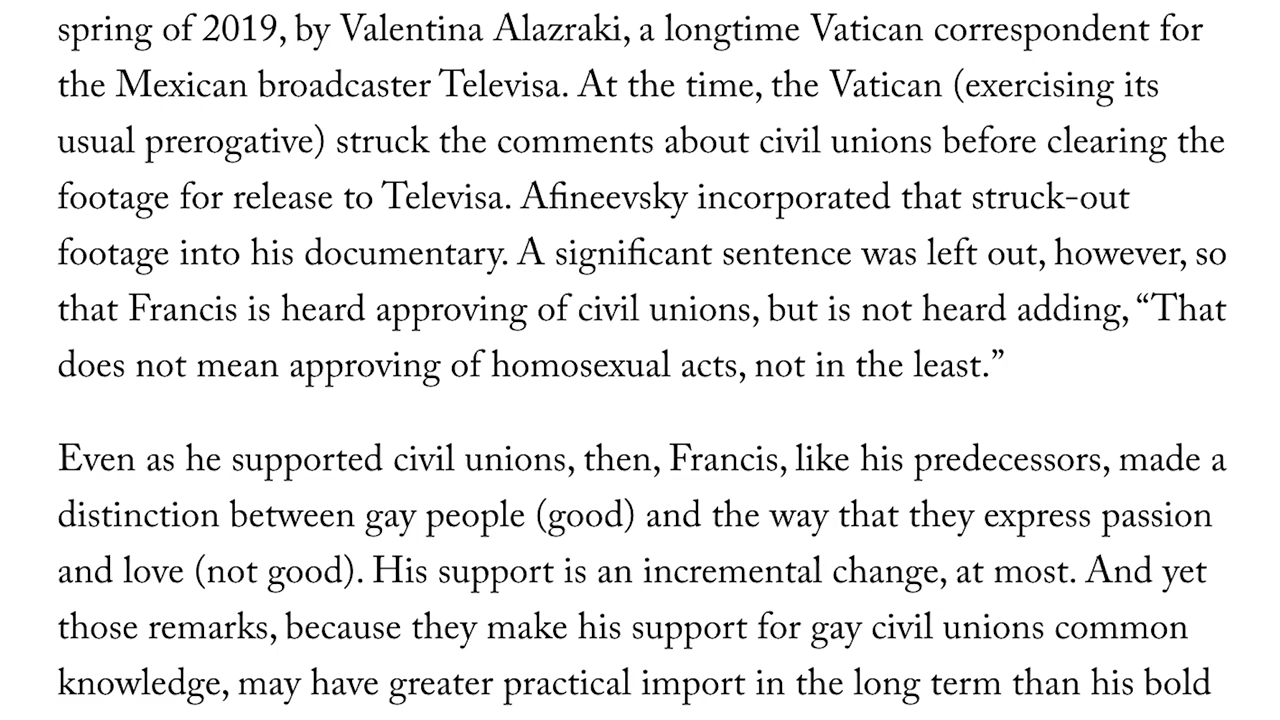 spring of 2019, by Valentina Alazraki, a longtime Vatican correspondent for
the Mexican broadcaster Televisa. At the time, the Vatican (exercising its
usual prerogative) struck the comments about civil unions before clearing the
footage for release to Televisa. Afineevsky incorporated that struck-out
footage into his documentary. A significant sentence was left out, however, so
that Francis is heard approving of civil unions, but is not heard adding, “That
does not mean approving of homosexual acts, not in the least.”
Even as he supported civil unions, then, Francis, like his predecessors, made a
distinction between gay people (good) and the way that they express passion
and love (not good). His support is an incremental change, at most. And yet
those remarks, because they make his support for gay civil unions common
knowledge, may have greater practical import in the long term than his bold